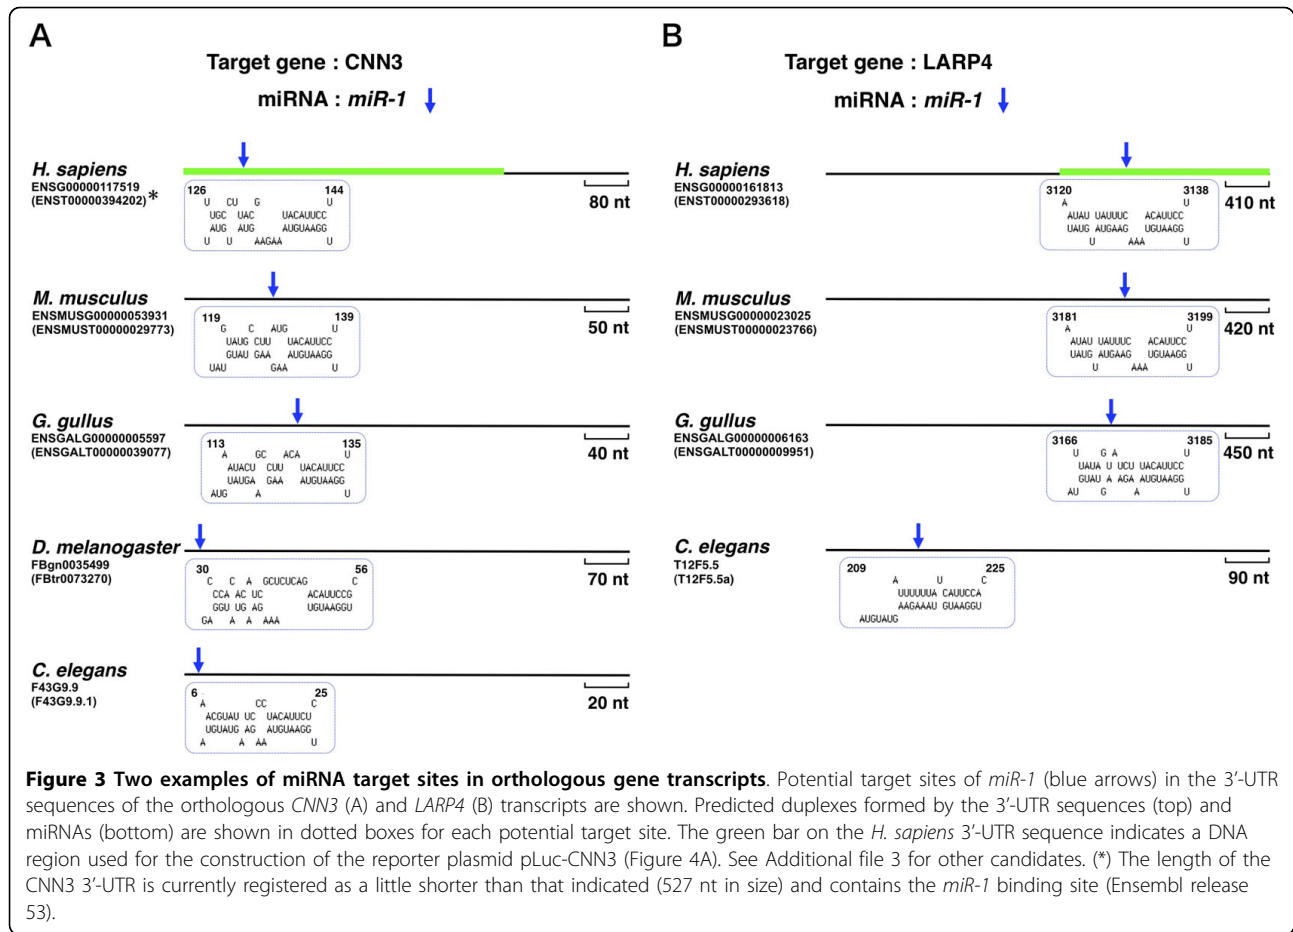 A
Target gene : CNN3
miRNA : miR-1
H. sapiens
ENSG00000117519
(ENST00000394202) *
126 144
U CU G U
UGC UAC UACAUUCC
AUG AUG AUGUAAGG
U U AAGAA U
80 nt
M. musculus
ENSMUSG00000053931
(ENSMUST00000029773)
119 139
G C AUG U
UAUG CUU UACAUUCC
GUAU GAA AUGUAAGG
UAU GAA U
50 nt
G. gullus
ENSGALG00000005597
(ENSGALT00000039077)
113 135
A GC ACA U
AUACU CUU UACAUUCC
UAUGA GAA AUGUAAGG
AUG A U
40 nt
D. melanogaster
FBgn0035499
(FBtr0073270)
30 56
C C A GCUCUCAG C
CCA AC UC ACAUUCCG
GGU UG AG UGUAAGGU
GA A A AAA
70 nt
C. elegans
F43G9.9
(F43G9.9.1)
6 25
A CC C
ACGUAU UC UACAUUCU
UGUAUG AG AUGUAAGG
A A AA U
20 nt
B
Target gene : LARP4
miRNA : miR-1
H. sapiens
ENSG00000161813
(ENST00000293618)
3120 3138
A U
AUAU UAUUUC ACAUUCC
UAUG AUGAAG UGUAAGG
U AAA U
410 nt
M. musculus
ENSMUSG00000023025
(ENSMUST00000023766)
3181 3199
A U
AUAU UAUUUC ACAUUCC
UAUG AUGAAG UGUAAGG
U AAA U
420 nt
G. gullus
ENSGALG00000006163
(ENSGALT00000009951)
3166 3185
U G A U
UAUA U UCU UACAUUCC
GUAU A AGA AUGUAAGG
AU G A U
450 nt
C. elegans
T12F5.5
(T12F5.5a)
209 225
A U C
UUUUUUA CAUUCCA
AAGAAAU GUAAGGU
AUGUAUG
90 nt
Figure 3 Two examples of miRNA target sites in orthologous gene transcripts. Potential target sites of miR-1 (blue arrows) in the 3′-UTR
sequences of the orthologous CNN3 (A) and LARP4 (B) transcripts are shown. Predicted duplexes formed by the 3′-UTR sequences (top) and
miRNAs (bottom) are shown in dotted boxes for each potential target site. The green bar on the H. sapiens 3′-UTR sequence indicates a DNA
region used for the construction of the reporter plasmid pLuc-CNN3 (Figure 4A). See Additional file 3 for other candidates. (*) The length of the
CNN3 3′-UTR is currently registered as a little shorter than that indicated (527 nt in size) and contains the miR-1 binding site (Ensembl release
53).